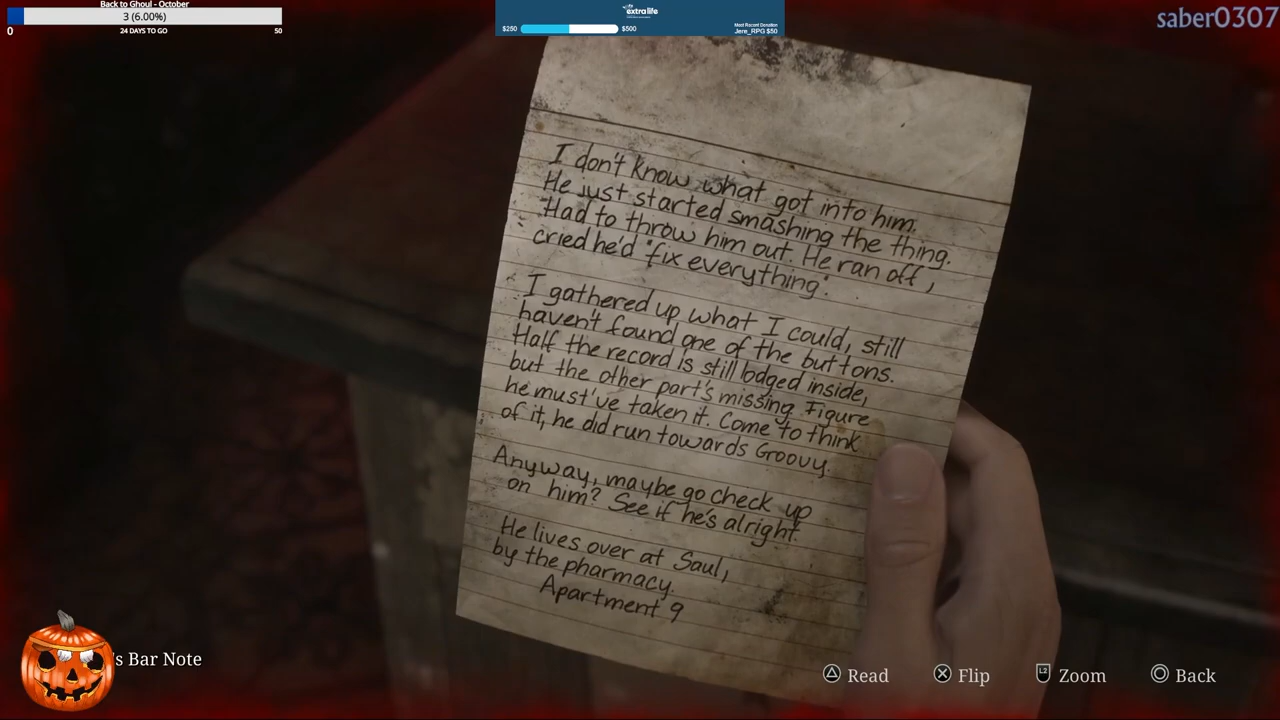 Back to Ghoul - October
3 (6.00%)
0
24 DAYS TO GO
50
extra life
$250
$500
Most Recent Donation
Jere_RPG $50
saber0307
I don't know what got into him.
He just started smashing the thing.
Had to throw him out. He ran off,
cried he'd "fix everything".
I gathered up what I could, still
haven't found one of the buttons.
Half the record is still lodged inside,
but the other part's missing. Figure
he must've taken it. Come to think
of it, he did run towards Groovy.
Anyway, maybe go check up
on him? See if he's alright.
He lives over at Saul,
by the pharmacy.
Apartment 9
's Bar Note
Read
Flip
L2
Zoom
Back